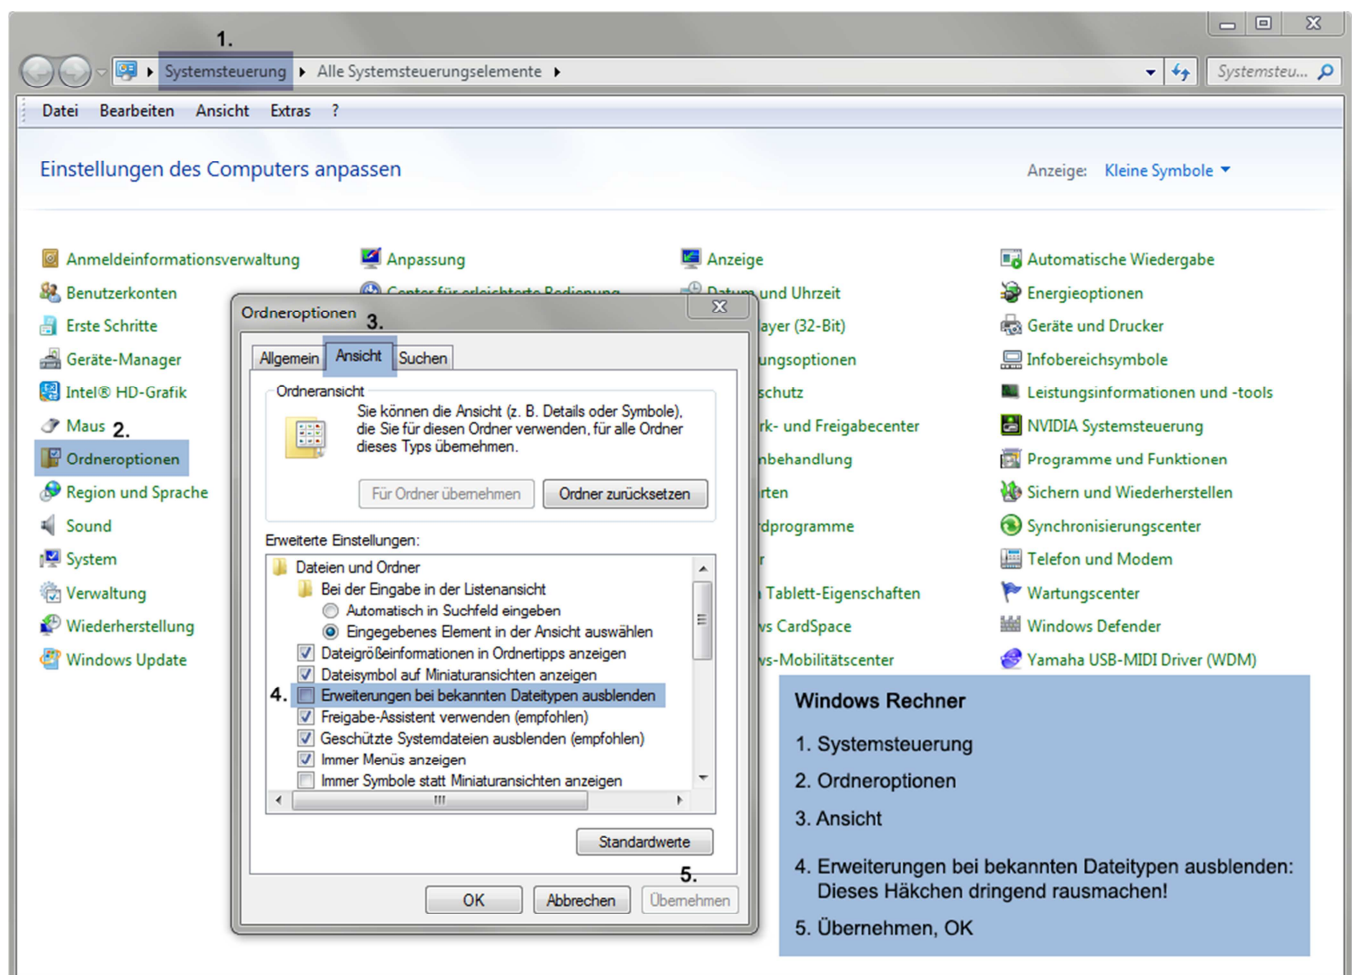 1.
Systemsteuerung
Alle Systemsteuerungselemente
Systemsteu...
Datei Bearbeiten Ansicht Extras ?
Einstellungen des Computers anpassen
Anzeige: Kleine Symbole
Anmeldeinformationsverwaltung
Anpassung
Anzeige
Automatische Wiedergabe
Benutzerkonten
Center für erleichterte Bedienung
Datum und Uhrzeit
Energieoptionen
Erste Schritte
layer (32-Bit)
Geräte und Drucker
Geräte-Manager
ungsoptionen
Infobereichsymbole
Intel® HD-Grafik
schutz
Leistungsinformationen und -tools
Maus
rk- und Freigabecenter
NVIDIA Systemsteuerung
2.
Ordneroptionen
nbehandlung
Programme und Funktionen
Region und Sprache
rten
Sichern und Wiederherstellen
Sound
dprogramme
Synchronisierungscenter
System
r
Telefon und Modem
Verwaltung
Tablett-Eigenschaften
Wartungscenter
Wiederherstellung
ws CardSpace
Windows Defender
Windows Update
ws-Mobilitätscenter
Yamaha USB-MIDI Driver (WDM)
Ordneroptionen
3.
Allgemein Ansicht Suchen
Ordneransicht
Sie können die Ansicht (z. B. Details oder Symbole),
die Sie für diesen Ordner verwenden, für alle Ordner
dieses Typs übernehmen.
Für Ordner übernehmen
Ordner zurücksetzen
Erweiterte Einstellungen:
Dateien und Ordner
Bei der Eingabe in der Listenansicht
Automatisch in Suchfeld eingeben
Eingegebenes Element in der Ansicht auswählen
Dateigrößeinformationen in Ordnertipps anzeigen
Dateisymbol auf Miniaturansichten anzeigen
4. Erweiterungen bei bekannten Dateitypen ausblenden
Freigabe-Assistent verwenden (empfohlen)
Geschützte Systemdateien ausblenden (empfohlen)
Immer Menüs anzeigen
Immer Symbole statt Miniaturansichten anzeigen
Standardwerte
5.
OK
Abbrechen
Übernehmen
Windows Rechner
1. Systemsteuerung
2. Ordneroptionen
3. Ansicht
4. Erweiterungen bei bekannten Dateitypen ausblenden:
Dieses Häkchen dringend rausmachen!
5. Übernehmen, OK